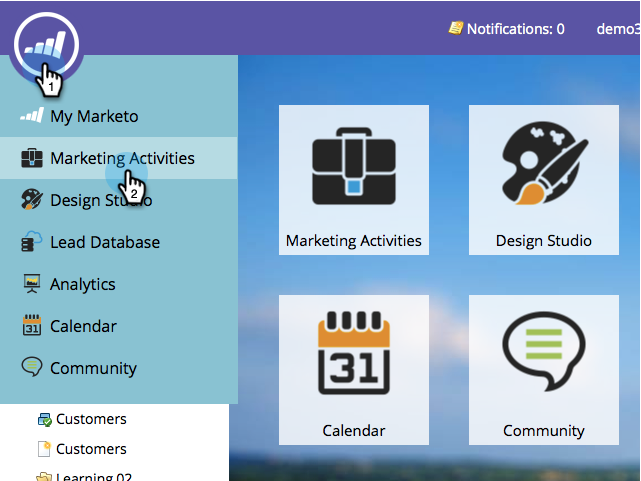 Notifications: 0
demo3
1
My Marketo
Marketing Activities
2
Design Studio
Lead Database
Analytics
31
Calendar
Community
Customers
Customers
Learning 02
Marketing Activities
Design Studio
31
Calendar
Community